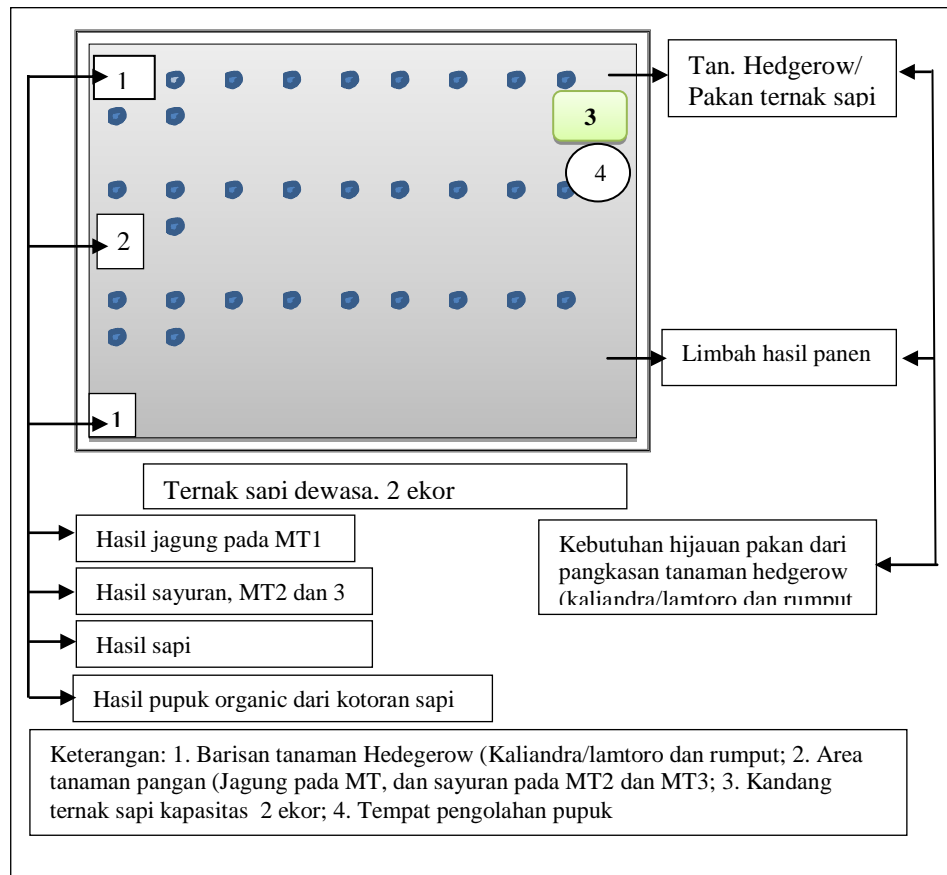 1
Tan. Hedgerow/
Pakan ternak sapi
3
4
2
Limbah hasil panen
1
Ternak sapi dewasa, 2 ekor
Hasil jagung pada MT1
Hasil sayuran, MT2 dan 3
Hasil sapi
Hasil pupuk organic dari kotoran sapi
Kebutuhan hijauan pakan dari
pangkasan tanaman hedgerow
(kaliandra/lamtoro dan rumput
Keterangan: 1. Barisan tanaman Hedegerow (Kaliandra/lamtoro dan rumput; 2. Area
tanaman pangan (Jagung pada MT, dan sayuran pada MT2 dan MT3; 3. Kandang
ternak sapi kapasitas 2 ekor; 4. Tempat pengolahan pupuk